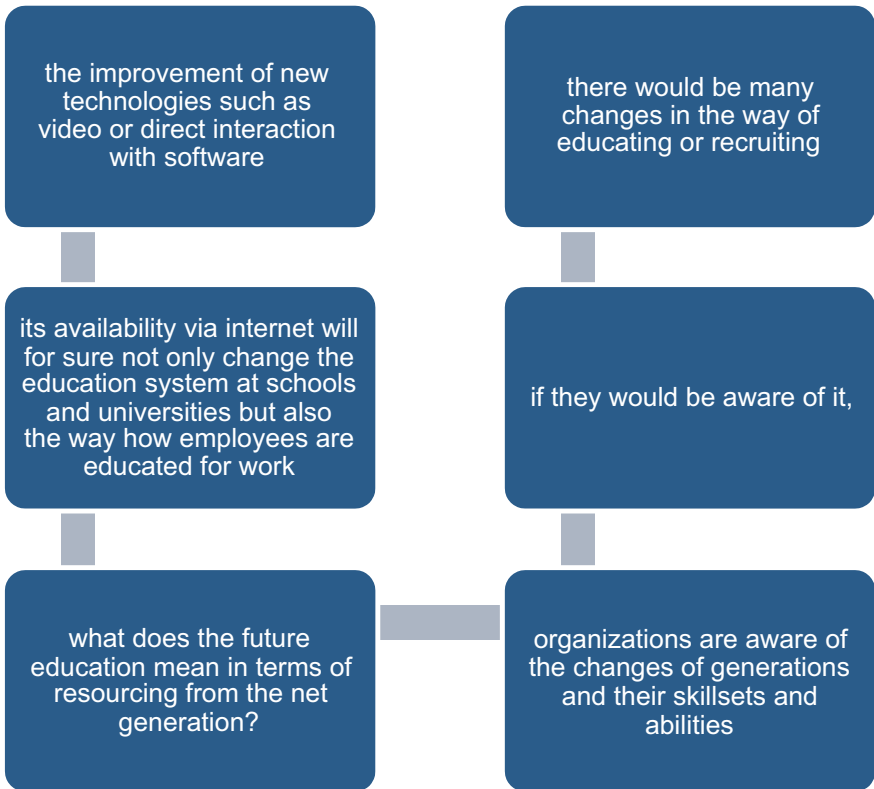 the improvement of new
technologies such as
video or direct interaction
with software
its availability via internet will
for sure not only change the
education system at schools
and universities but also
the way how employees are
educated for work
what does the future
education mean in terms of
resourcing from the net
generation?
organizations are aware of
the changes of generations
and their skillsets and
abilities
if they would be aware of it,
there would be many
changes in the way of
educating or recruiting